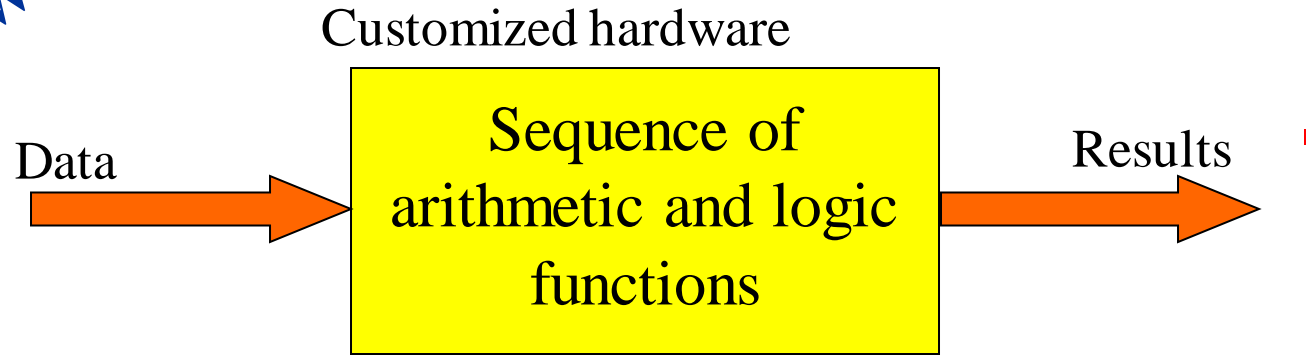 Customized hardware
Data
Sequence of
arithmetic and logic
functions
Results